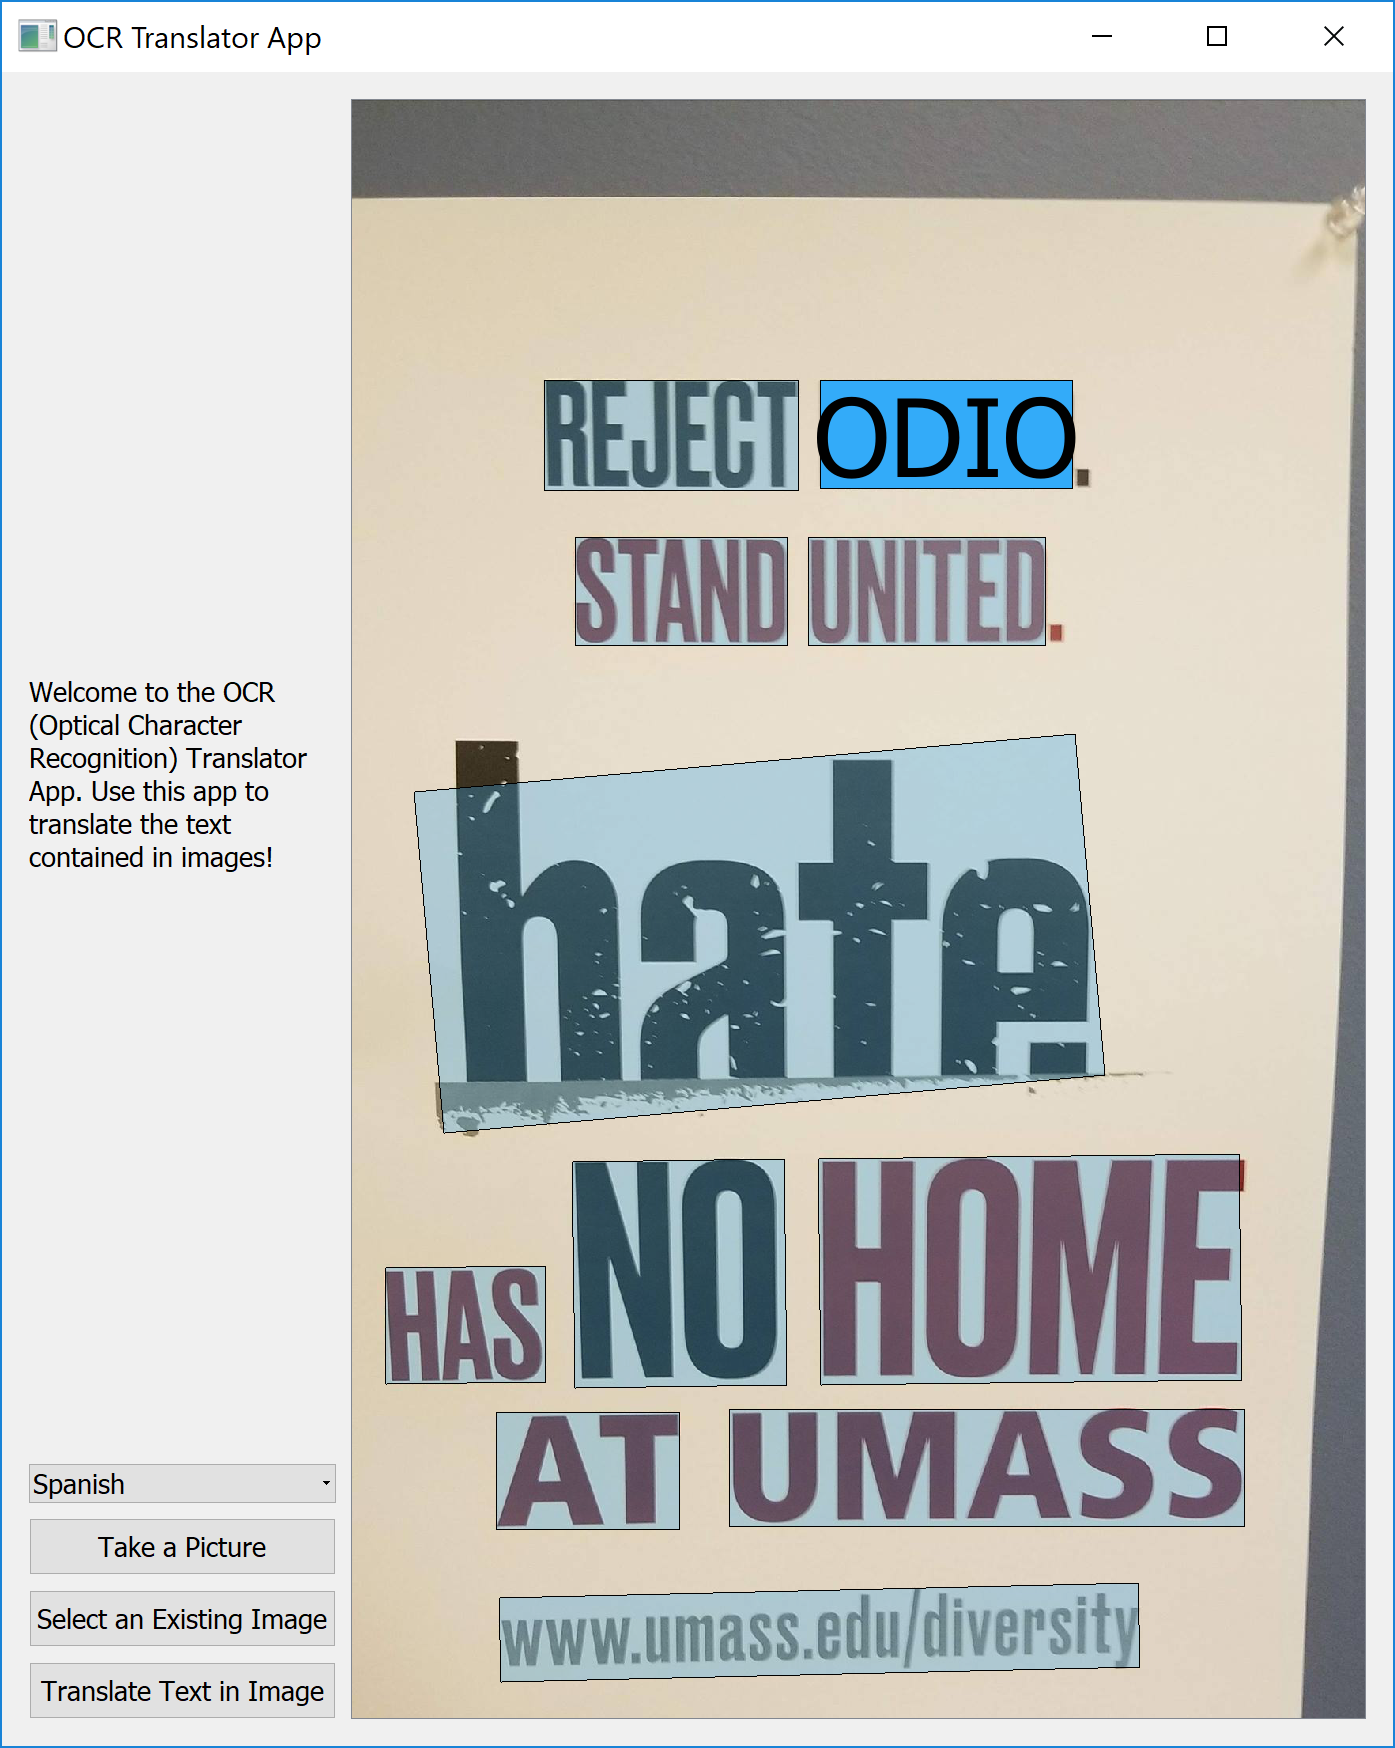 OCR Translator App
REJECT ODIO.
STAND UNITED.
hate
HAS NO HOME
AT UMASS
www.umass.edu/diversity
Welcome to the OCR
(Optical Character
Recognition) Translator
App. Use this app to
translate the text
contained in images!
Spanish
Take a Picture
Select an Existing Image
Translate Text in Image